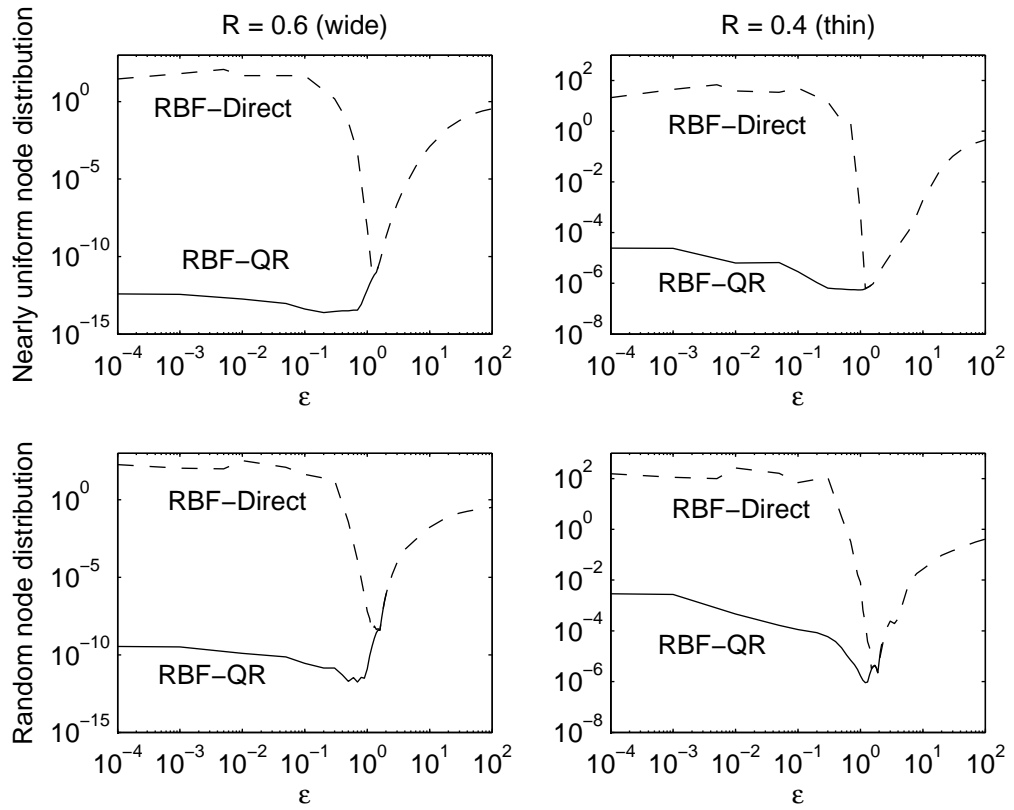 R = 0.6 (wide)
R = 0.4 (thin)
Nearly uniform node distribution
10^0
10^−5
10^−10
10^−15
RBF−Direct
RBF−QR
10^−4 10^−3 10^−2 10^−1 10^0 10^1 10^2
ε
10^2
10^0
10^−2
10^−4
10^−6
10^−8
RBF−Direct
RBF−QR
10^−4 10^−3 10^−2 10^−1 10^0 10^1 10^2
ε
Random node distribution
10^0
10^−5
10^−10
10^−15
RBF−Direct
RBF−QR
10^−4 10^−3 10^−2 10^−1 10^0 10^1 10^2
ε
10^2
10^0
10^−2
10^−4
10^−6
10^−8
RBF−Direct
RBF−QR
10^−4 10^−3 10^−2 10^−1 10^0 10^1 10^2
ε